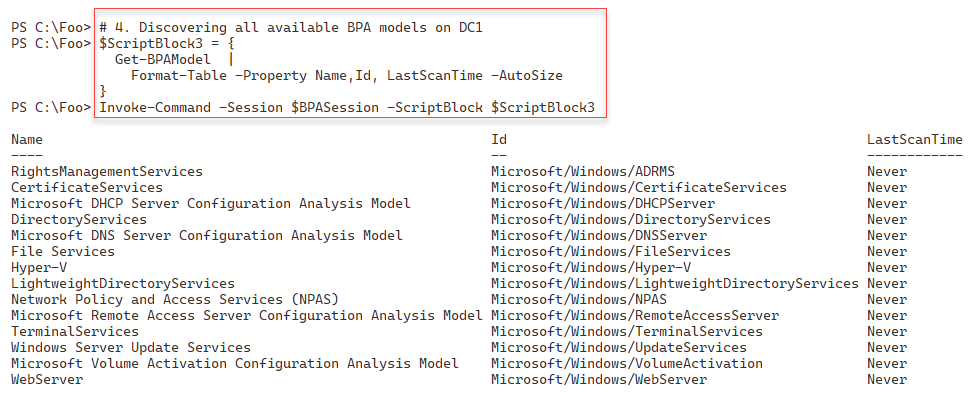 PS C:\Foo> # 4. Discovering all available BPA models on DC1
PS C:\Foo> $ScriptBlock3 = {
Get-BPAModel |
Format-Table -Property Name,Id, LastScanTime -AutoSize
}
PS C:\Foo> Invoke-Command -Session $BPASession -ScriptBlock $ScriptBlock3
Name Id LastScanTime
---- -- ------------
RightsManagementServices Microsoft/Windows/ADRMS Never
CertificateServices Microsoft/Windows/CertificateServices Never
Microsoft DHCP Server Configuration Analysis Model Microsoft/Windows/DHCPServer Never
DirectoryServices Microsoft/Windows/DirectoryServices Never
Microsoft DNS Server Configuration Analysis Model Microsoft/Windows/DNSServer Never
File Services Microsoft/Windows/FileServices Never
Hyper-V Microsoft/Windows/Hyper-V Never
LightweightDirectoryServices Microsoft/Windows/LightweightDirectoryServices Never
Network Policy and Access Services (NPAS) Microsoft/Windows/NPAS Never
Microsoft Remote Access Server Configuration Analysis Model Microsoft/Windows/RemoteAccessServer Never
TerminalServices Microsoft/Windows/TerminalServices Never
Windows Server Update Services Microsoft/Windows/UpdateServices Never
Microsoft Volume Activation Configuration Analysis Model Microsoft/Windows/VolumeActivation Never
WebServer Microsoft/Windows/WebServer Never